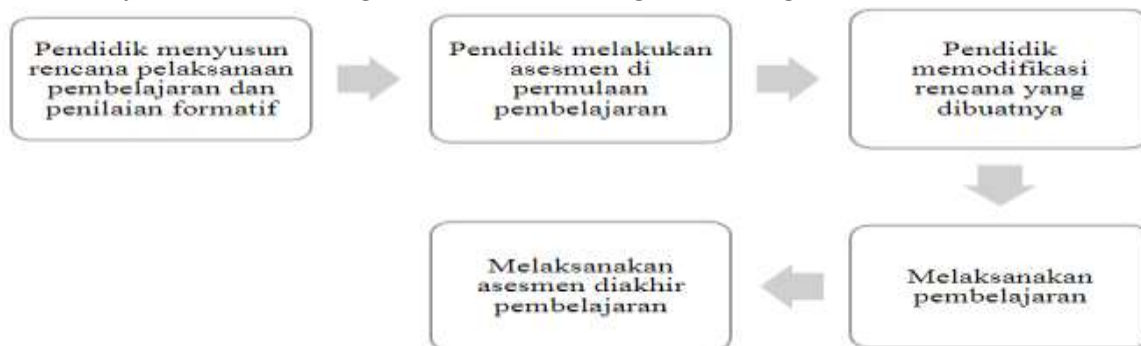 Pendidik menyusun
rencana pelaksanaan
pembelajaran dan
penilaian formatif
Pendidik melakukan
asesmen di
permulaan
pembelajaran
Pendidik
memodifikasi
rencana yang
dibuatnya
Melaksanakan
pembelajaran
Melaksanakan
asesmen diakhir
pembelajaran